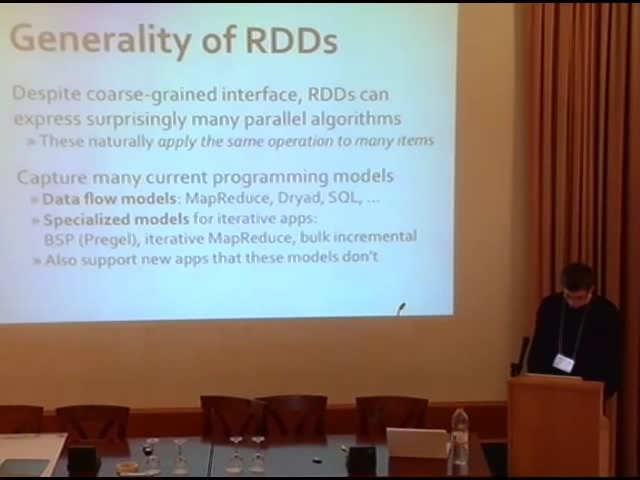 Generality of RDDs
Despite coarse-grained interface, RDDs can
express surprisingly many parallel algorithms
» These naturally apply the same operation to many items
Capture many current programming models
» Data flow models: MapReduce, Dryad, SQL, ...
» Specialized models for iterative apps:
BSP (Pregel), iterative MapReduce, bulk incremental
» Also support new apps that these models don't